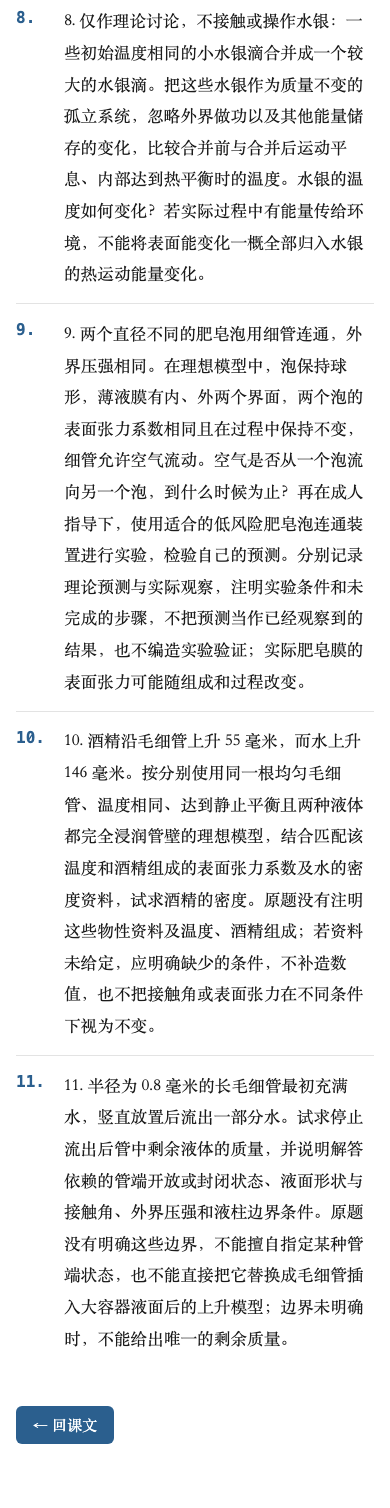 8. 8. 仅作理论讨论，不接触或操作水银：一
些初始温度相同的小水银滴合并成一个较
大的水银滴。把这些水银作为质量不变的
孤立系统，忽略外界做功以及其他能量储
存的变化，比较合并前与合并后运动平
息、内部达到热平衡时的温度。水银的温
度如何变化？若实际过程中有能量传给环
境，不能将表面能变化一概全部归入水银
的热运动能量变化。
9. 9. 两个直径不同的肥皂泡用细管连通，外
界压强相同。在理想模型中，泡保持球
形，薄液膜有内、外两个界面，两个泡的
表面张力系数相同且在过程中保持不变，
细管允许空气流动。空气是否从一个泡流
向另一个泡，到什么时候为止？再在成人
指导下，使用适合的低风险肥皂泡连通装
置进行实验，检验自己的预测。分别记录
理论预测与实际观察，注明实验条件和未
完成的步骤，不把预测当作已经观察到的
结果，也不编造实验验证；实际肥皂膜的
表面张力可能随组成和过程改变。
10. 10. 酒精沿毛细管上升 55 毫米，而水上升
146 毫米。按分别使用同一根均匀毛细
管、温度相同、达到静止平衡且两种液体
都完全浸润管壁的理想模型，结合匹配该
温度和酒精组成的表面张力系数及水的密
度资料，试求酒精的密度。原题没有注明
这些物性资料及温度、酒精组成；若资料
未给定，应明确缺少的条件，不补造数
值，也不把接触角或表面张力在不同条件
下视为不变。
11. 11. 半径为 0.8 毫米的长毛细管最初充满
水，竖直放置后流出一部分水。试求停止
流出后管中剩余液体的质量，并说明解答
依赖的管端开放或封闭状态、液面形状与
接触角、外界压强和液柱边界条件。原题
没有明确这些边界，不能擅自指定某种管
端状态，也不能直接把它替换成毛细管插
入大容器液面后的上升模型；边界未明确
时，不能给出唯一的剩余质量。
← 回课文